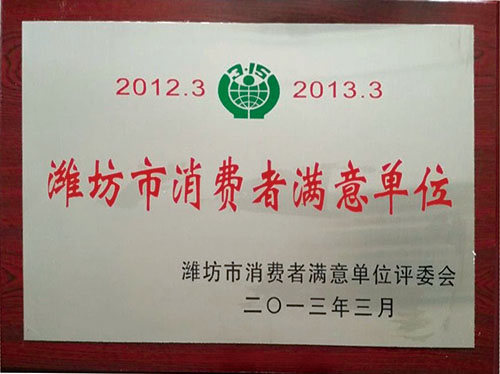 3·15
2012.3 2013.3
潍坊市消费者满意单位
潍坊市消费者满意单位评委会
二〇一三年三月